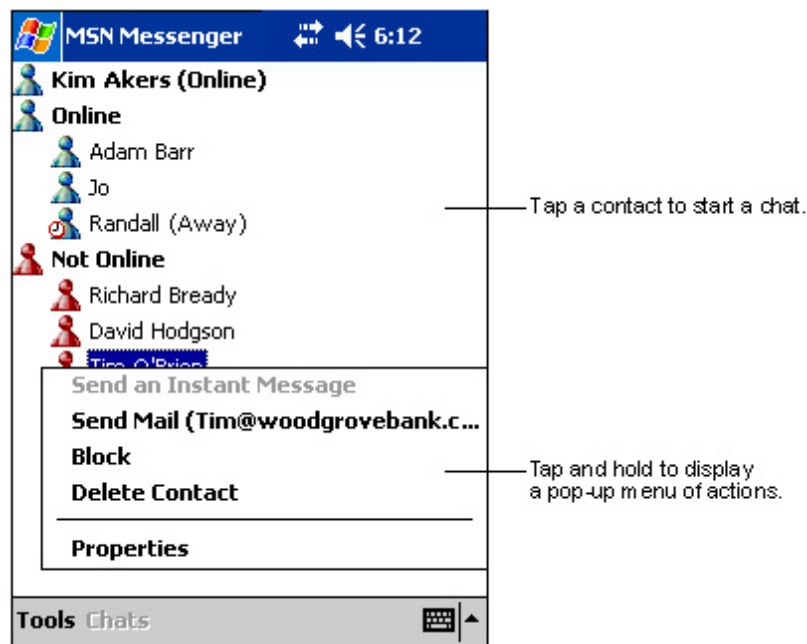 MSN Messenger 6:12
Kim Akers (Online)
Online
Adam Barr
Jo
Randall (Away)
Not Online
Richard Bready
David Hodgson
Tim O'Brien
Send an Instant Message
Send Mail (Tim@woodgrovebank.c...
Block
Delete Contact
Properties
Tools Chats
Tap a contact to start a chat.
Tap and hold to display
a pop-up menu of actions.